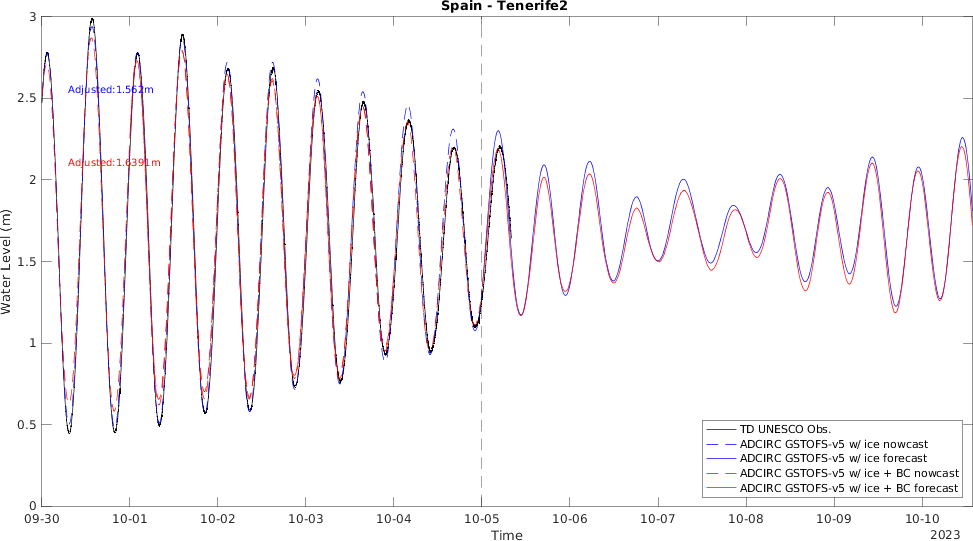 Spain - Tenerife2
3
2.5
2
1.5
1
0.5
0
Water Level (m)
Adjusted:1.562m
Adjusted:1.6391m
TD UNESCO Obs.
ADCIRC GSTOFS-v5 w/ ice nowcast
ADCIRC GSTOFS-v5 w/ ice forecast
ADCIRC GSTOFS-v5 w/ ice + BC nowcast
ADCIRC GSTOFS-v5 w/ ice + BC forecast
09-30 10-01 10-02 10-03 10-04 10-05 10-06 10-07 10-08 10-09 10-10
Time 2023